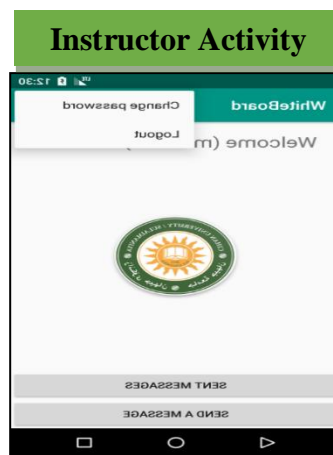 Instructor Activity
12:30
WhiteBoard
Change password
Logout
Welcome (m
SENT MESSAGES
SEND A MESSAGE